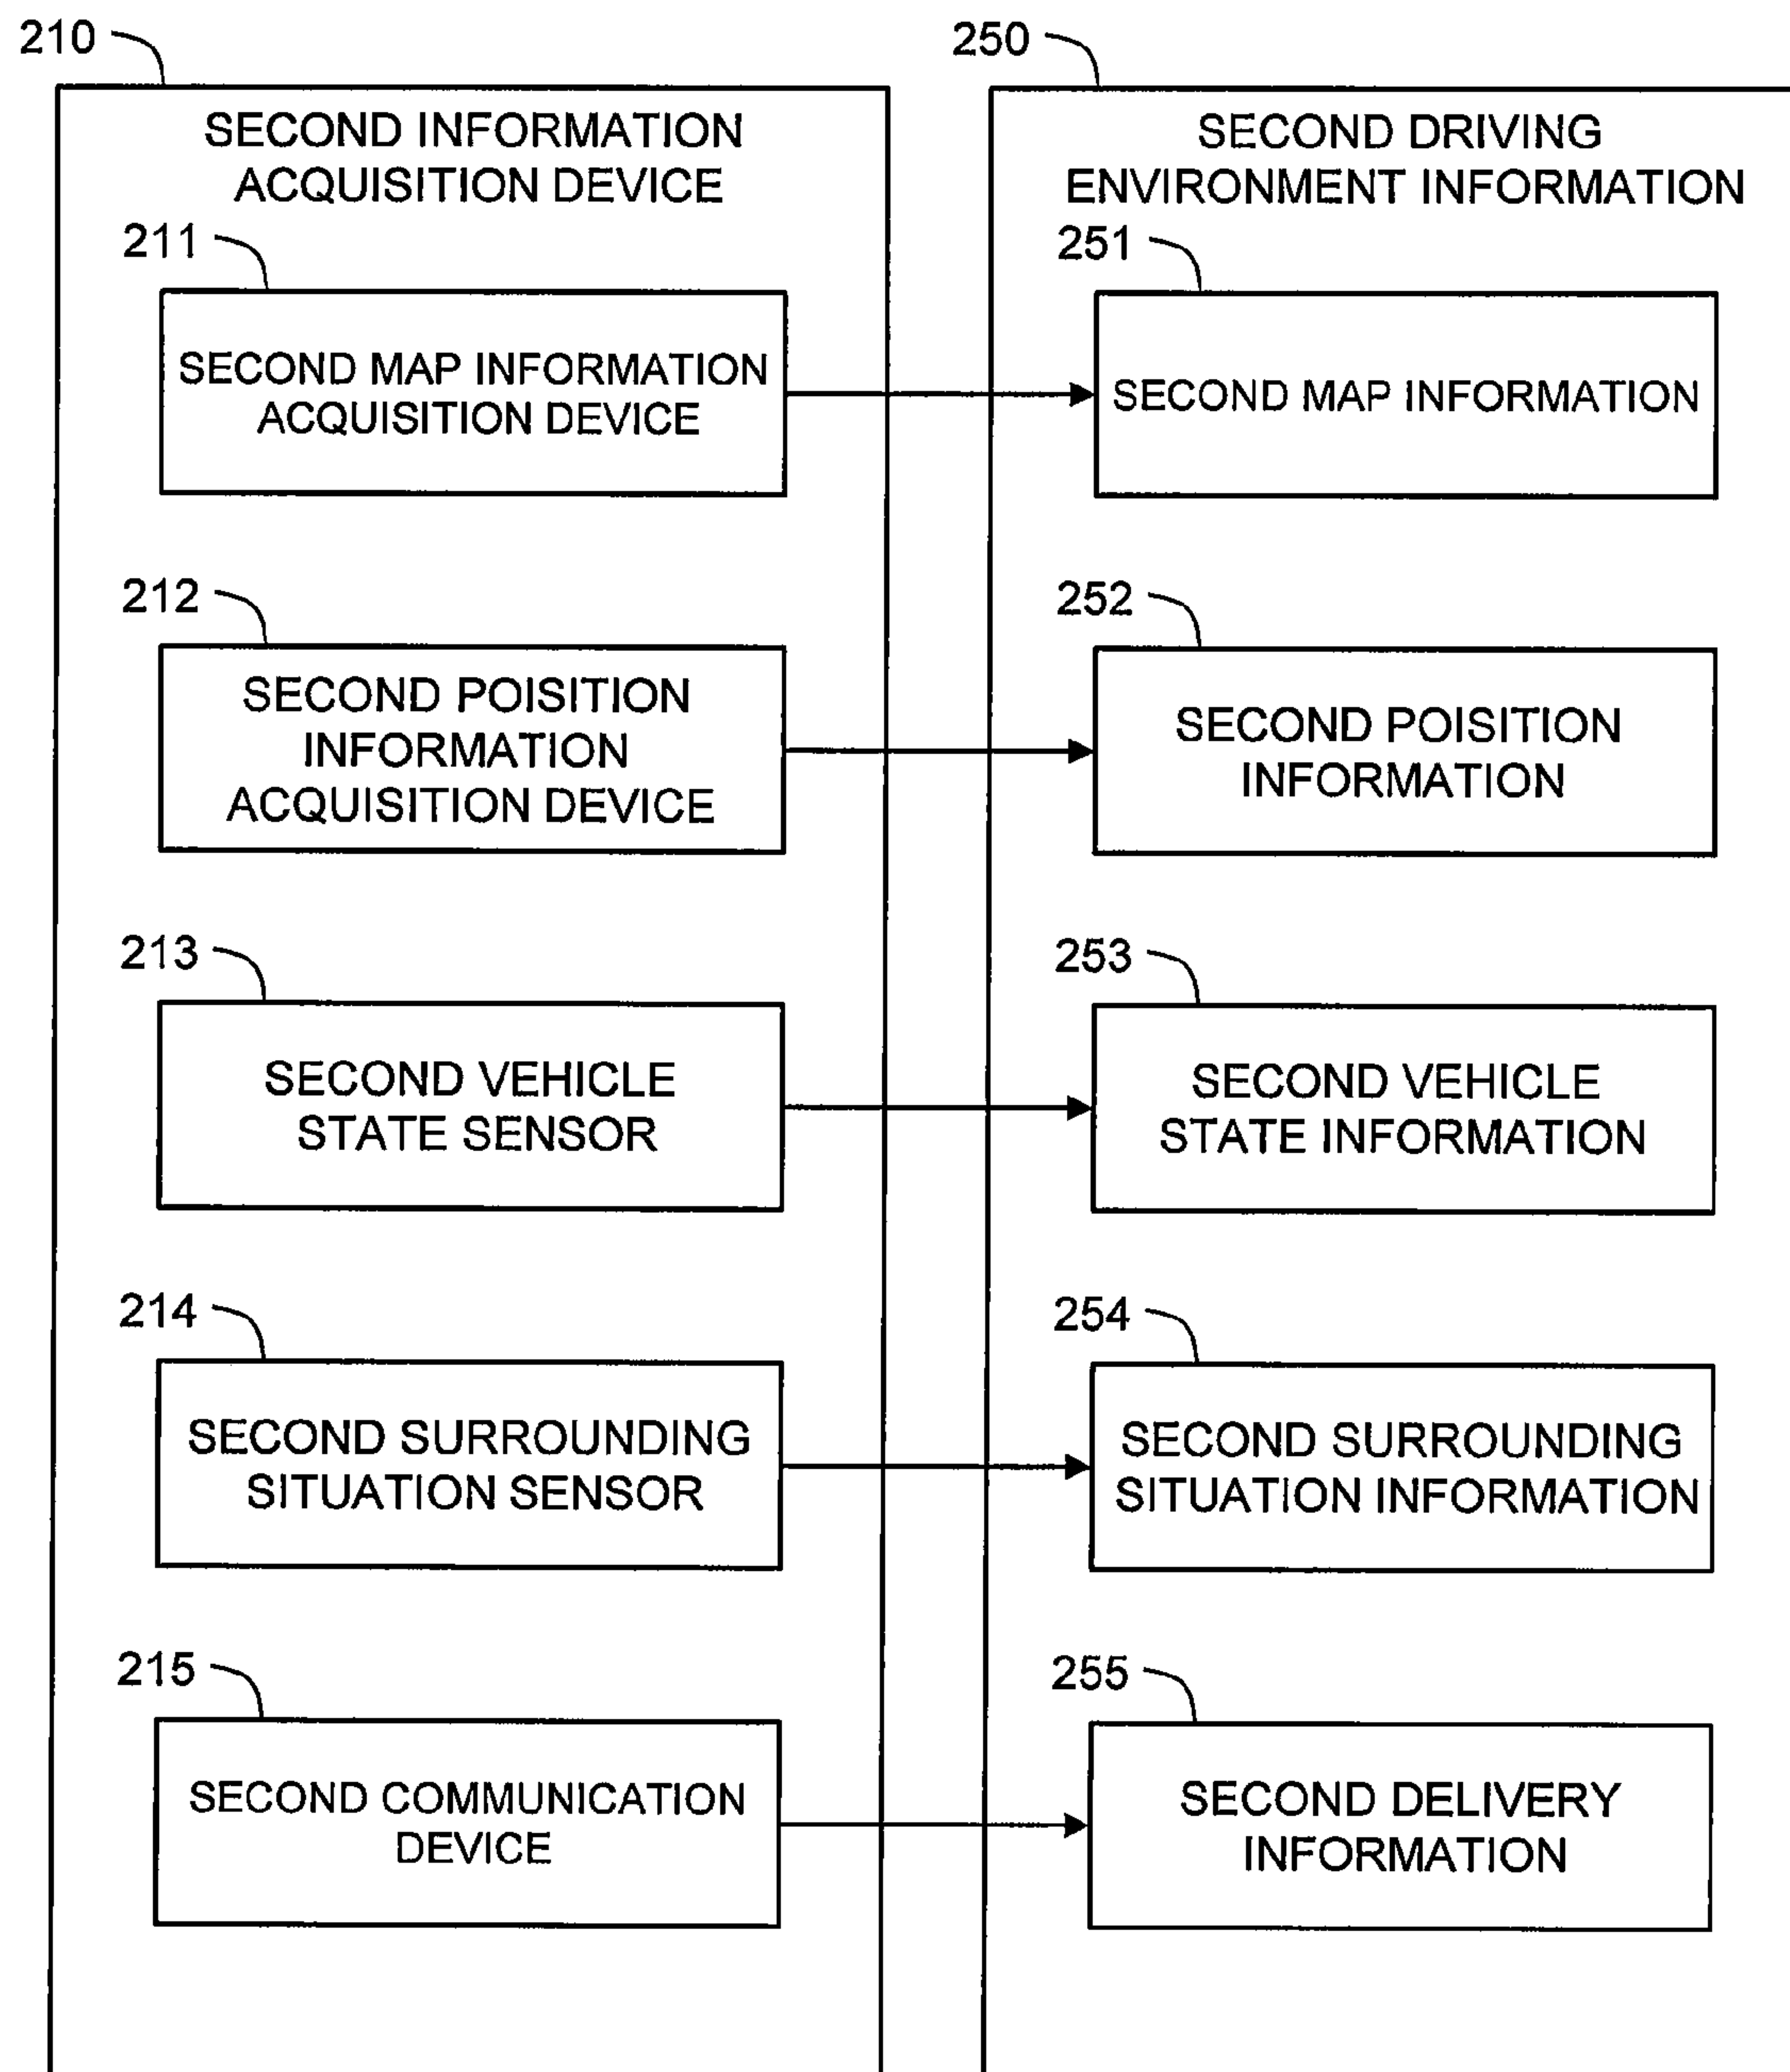 210
SECOND INFORMATION
ACQUISITION DEVICE
211
SECOND MAP INFORMATION
ACQUISITION DEVICE
212
SECOND POISITION
INFORMATION
ACQUISITION DEVICE
213
SECOND VEHICLE
STATE SENSOR
214
SECOND SURROUNDING
SITUATION SENSOR
215
SECOND COMMUNICATION
DEVICE
250
SECOND DRIVING
ENVIRONMENT INFORMATION
251
SECOND MAP INFORMATION
252
SECOND POISITION
INFORMATION
253
SECOND VEHICLE
STATE INFORMATION
254
SECOND SURROUNDING
SITUATION INFORMATION
255
SECOND DELIVERY
INFORMATION